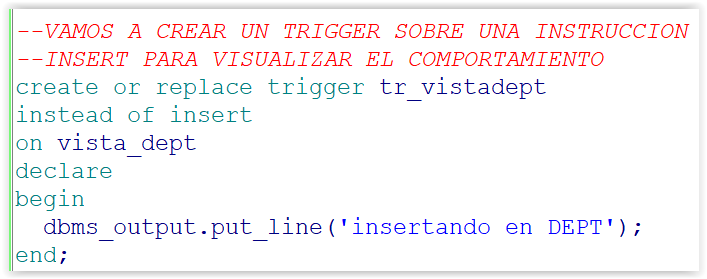 --VAMOS A CREAR UN TRIGGER SOBRE UNA INSTRUCCION
--INSERT PARA VISUALIZAR EL COMPORTAMIENTO
create or replace trigger tr_vistadept
instead of insert
on vista_dept
declare
begin
  dbms_output.put_line('insertando en DEPT');
end;